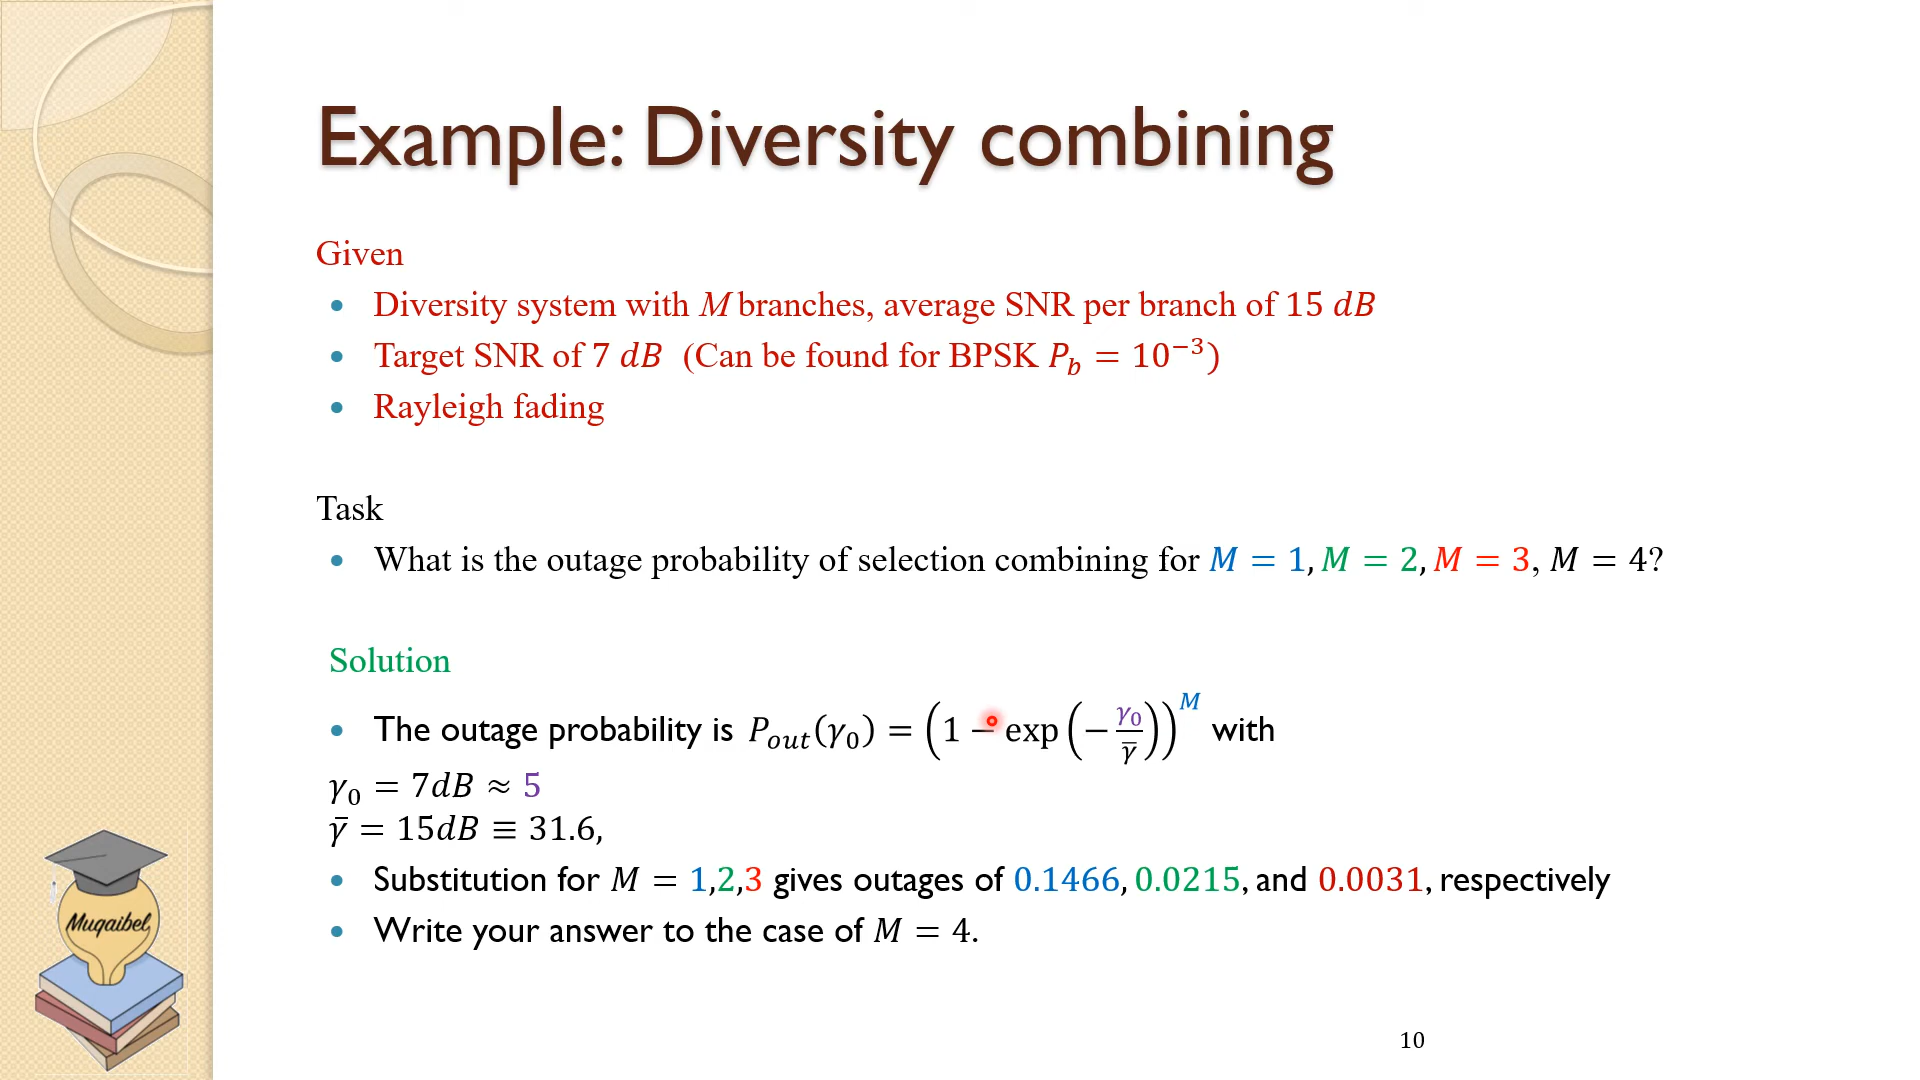 Example: Diversity combining
Given
• Diversity system with M branches, average SNR per branch of 15 dB
• Target SNR of 7 dB (Can be found for BPSK P_b = 10^{-3})
• Rayleigh fading
Task
• What is the outage probability of selection combining for M = 1, M = 2, M = 3, M = 4?
Solution
• The outage probability is P_{out}(γ_0) = (1 − exp(−γ_0/γ̅))^M with
γ_0 = 7dB ≈ 5
γ̅ = 15dB ≡ 31.6,
• Substitution for M = 1,2,3 gives outages of 0.1466, 0.0215, and 0.0031, respectively
• Write your answer to the case of M = 4.
Muqaibel
10